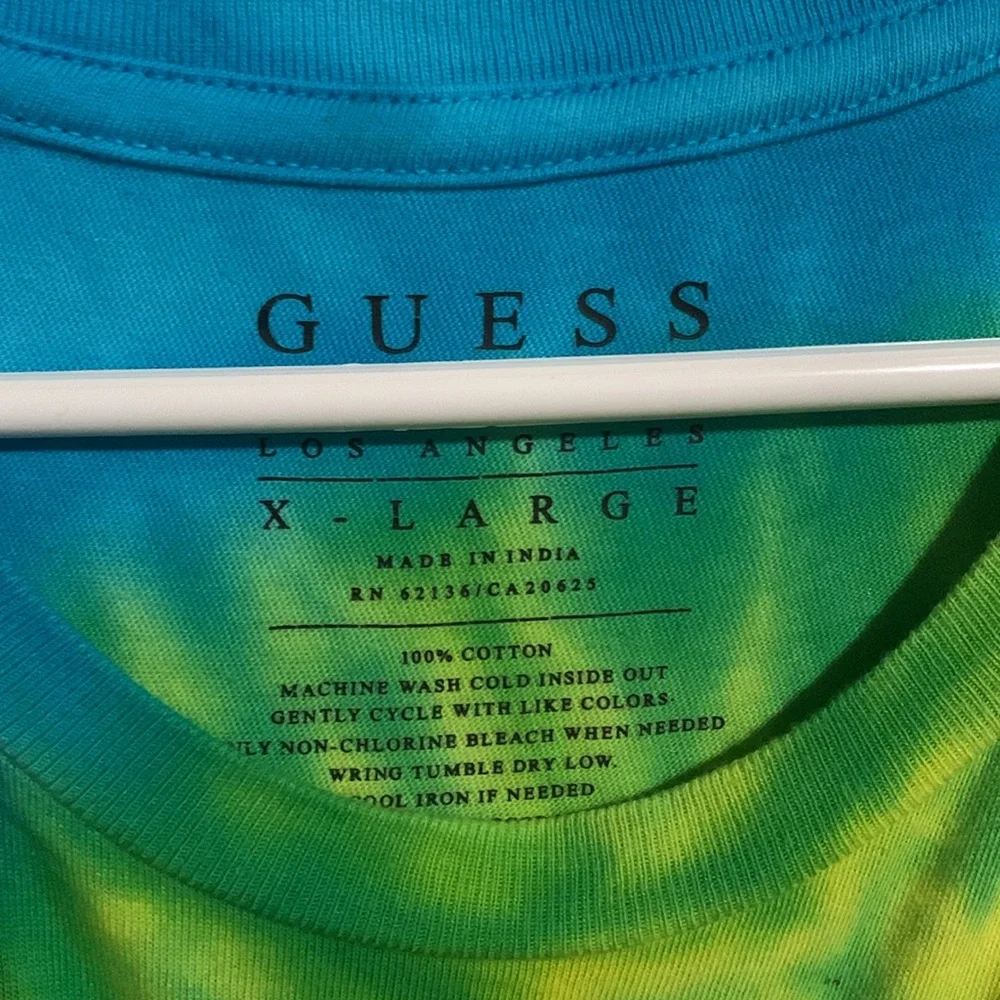 GUESS
LOS ANGELES
X-LARGE
MADE IN INDIA
RN 62136/CA20625
100% COTTON
MACHINE WASH COLD INSIDE OUT
GENTLY CYCLE WITH LIKE COLORS.
NON-CHLORINE BLEACH WHEN NEEDED
WRING TUMBLE DRY LOW.
IRON IF NEEDED